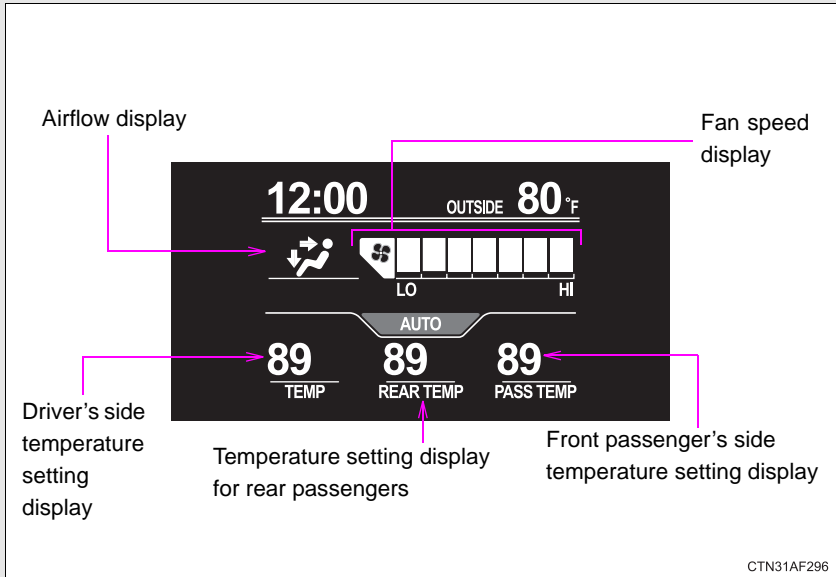 Airflow display
Fan speed
display
12:00
OUTSIDE 80°F
LO HI
AUTO
89 89 89
TEMP REAR TEMP PASS TEMP
Driver's side
temperature
setting
display
Temperature setting display
for rear passengers
Front passenger's side
temperature setting display
CTN31AF296